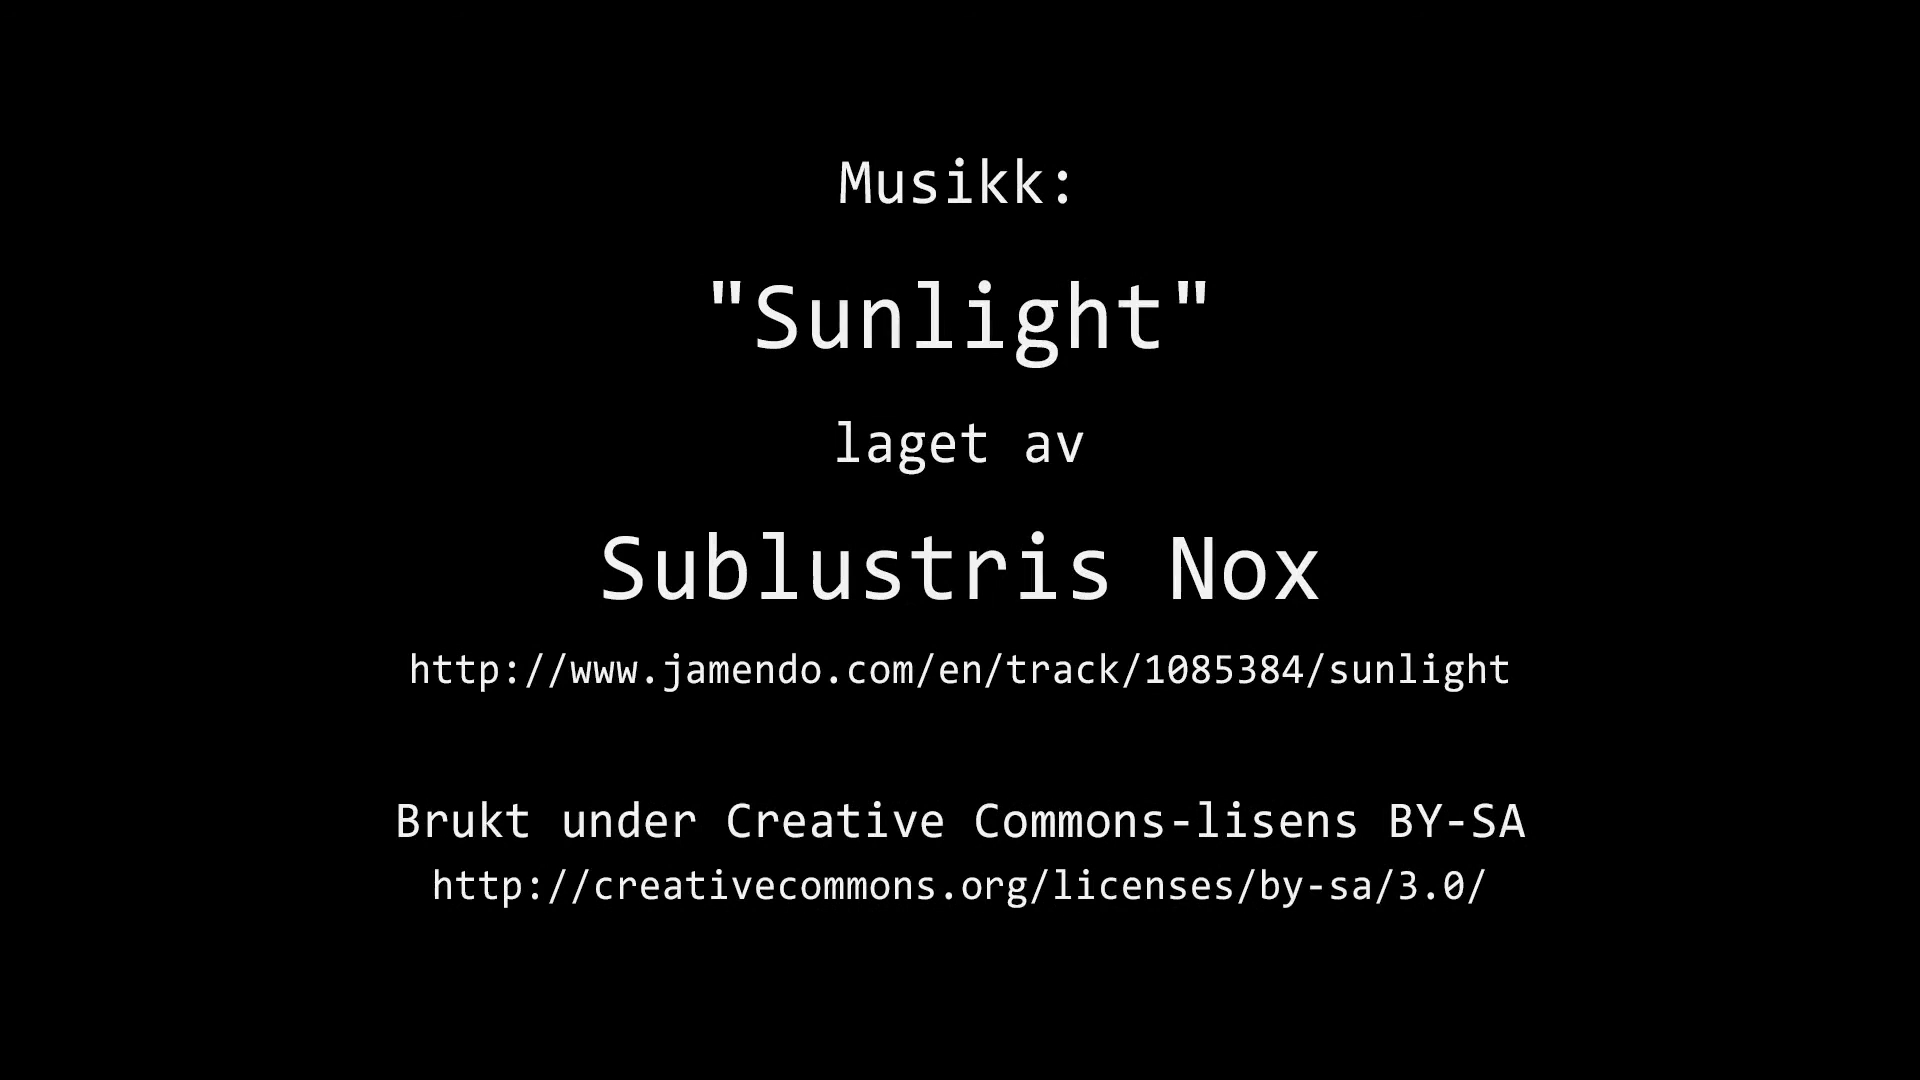 Musikk:
"Sunlight"
laget av
Sublustris Nox
http://www.jamendo.com/en/track/1085384/sunlight
Brukt under Creative Commons-lisens BY-SA
http://creativecommons.org/licenses/by-sa/3.0/